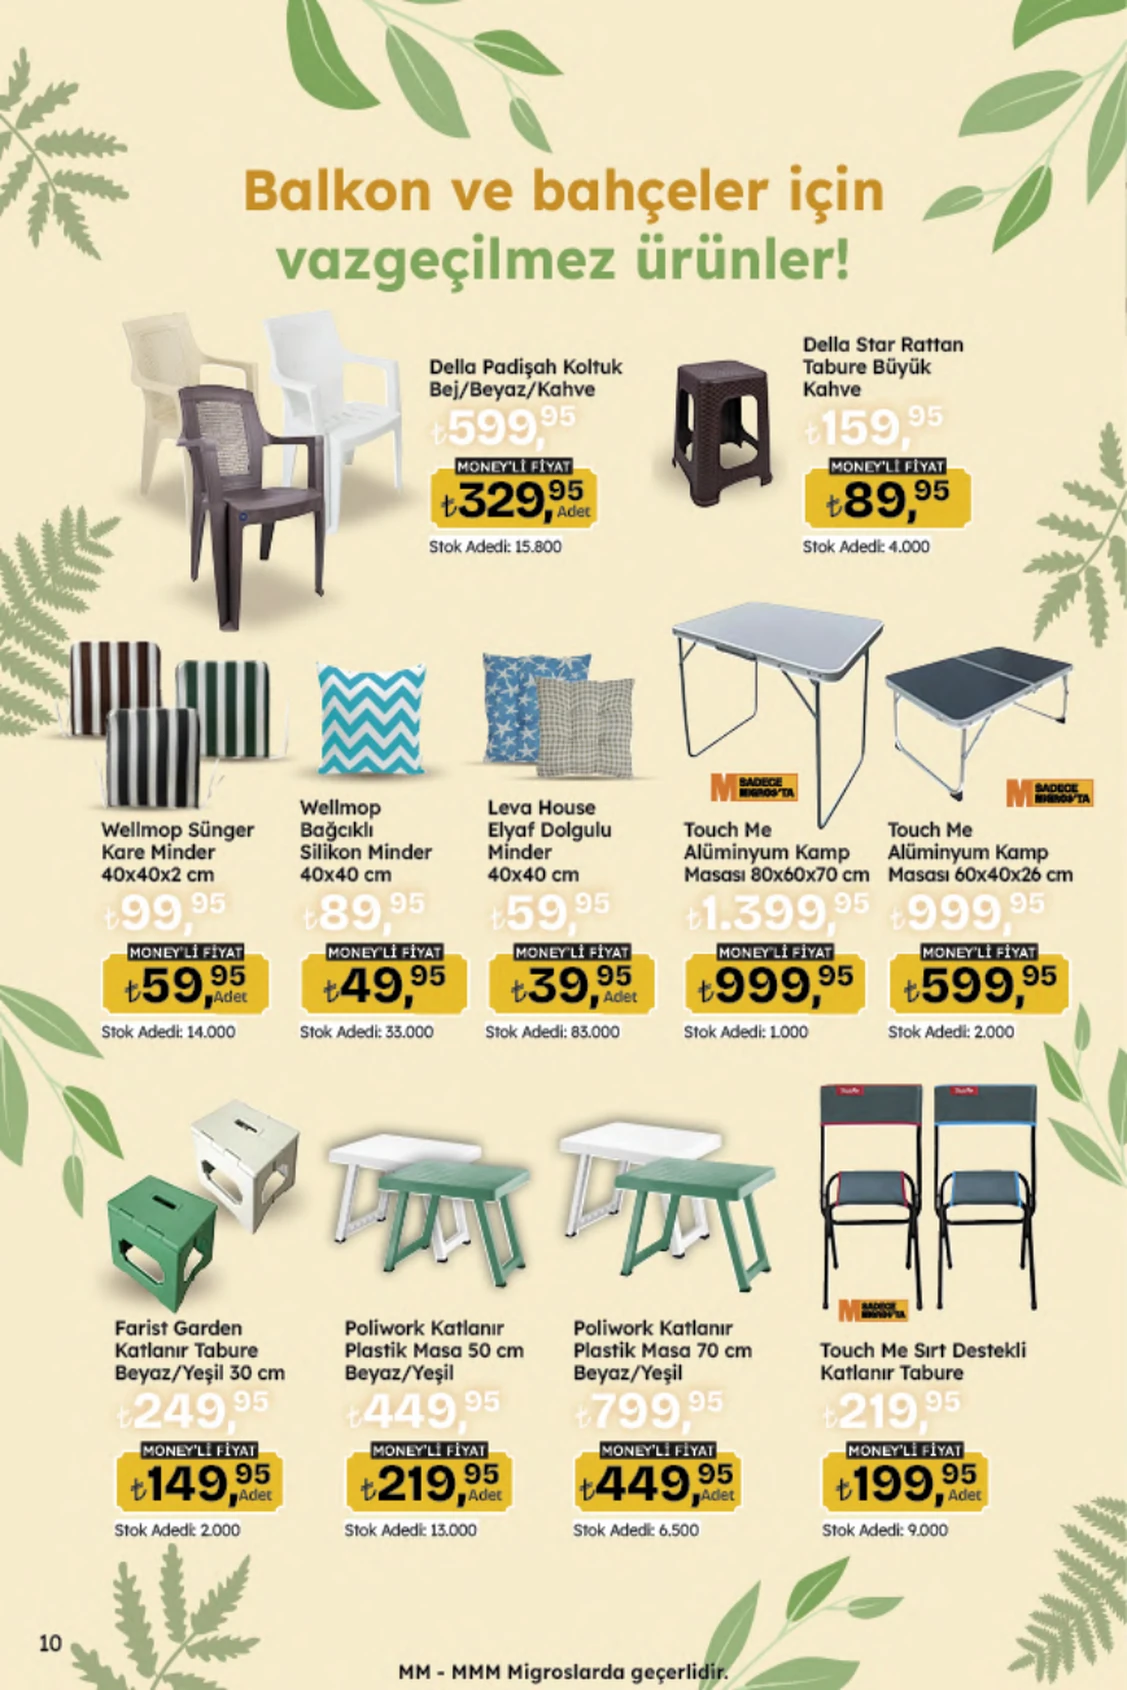 Balkon ve bahçeler için
vazgeçilmez ürünler!
Della Padişah Koltuk
Bej/Beyaz/Kahve
₺599,95
MONEY'Lİ FİYAT
₺329,95 Adet
Stok Adedi: 15.800
Della Star Rattan
Tabure Büyük
Kahve
₺159,95
MONEY'Lİ FİYAT
₺89,95
Stok Adedi: 4.000
Wellmop Sünger
Kare Minder
40x40x2 cm
₺99,95
MONEY'Lİ FİYAT
₺59,95 Adet
Stok Adedi: 14.000
Wellmop
Bağcıklı
Silikon Minder
40x40 cm
₺89,95
MONEY'Lİ FİYAT
₺49,95
Stok Adedi: 33.000
Leva House
Elyaf Dolgulu
Minder
40x40 cm
₺59,95
MONEY'Lİ FİYAT
₺39,95 Adet
Stok Adedi: 83.000
M SADECE
MİGROS'TA
Touch Me
Alüminyum Kamp
Masası 80x60x70 cm
₺1.399,95
MONEY'Lİ FİYAT
₺999,95
Stok Adedi: 1.000
M SADECE
MİGROS'TA
Touch Me
Alüminyum Kamp
Masası 60x40x26 cm
₺999,95
MONEY'Lİ FİYAT
₺599,95
Stok Adedi: 2.000
Farist Garden
Katlanır Tabure
Beyaz/Yeşil 30 cm
₺249,95
MONEY'Lİ FİYAT
₺149,95 Adet
Stok Adedi: 2.000
Poliwork Katlanır
Plastik Masa 50 cm
Beyaz/Yeşil
₺449,95
MONEY'Lİ FİYAT
₺219,95 Adet
Stok Adedi: 13.000
Poliwork Katlanır
Plastik Masa 70 cm
Beyaz/Yeşil
₺799,95
MONEY'Lİ FİYAT
₺449,95 Adet
Stok Adedi: 6.500
TouchMe
TouchMe
M SADECE
MİGROS'TA
Touch Me Sırt Destekli
Katlanır Tabure
₺219,95
MONEY'Lİ FİYAT
₺199,95 Adet
Stok Adedi: 9.000
10
MM - MMM Migroslarda geçerlidir.